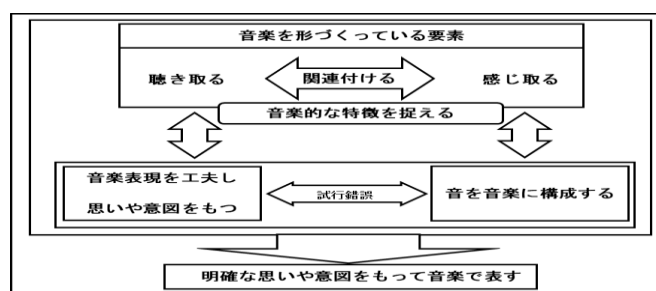 音楽を形づくっている要素
聴き取る
関連付ける
感じ取る
音楽的な特徴を捉える
音楽表現を工夫し
思いや意図をもつ
試行錯誤
音を音楽に構成する
明確な思いや意図をもって音楽で表す